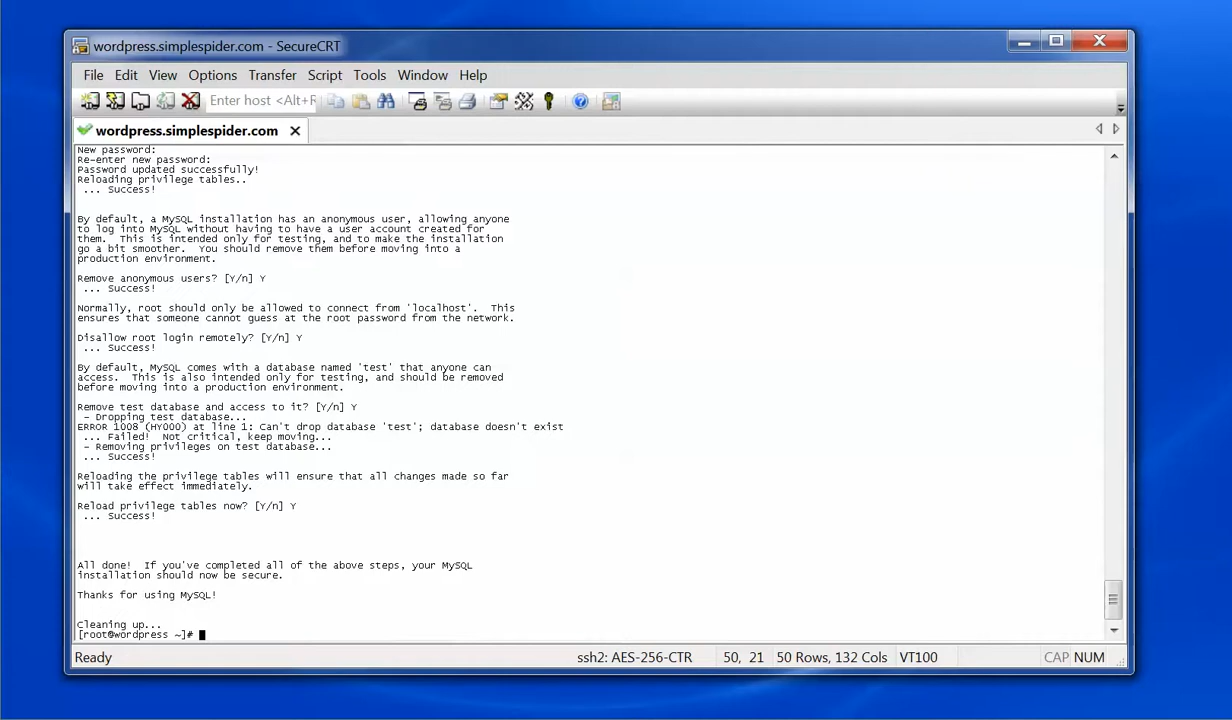 wordpress.simplespider.com - SecureCRT
File Edit View Options Transfer Script Tools Window Help
Enter host <Alt+R
wordpress.simplespider.com
New password:
Re-enter new password:
Password updated successfully!
Reloading privilege tables..
... Success!
By default, a MySQL installation has an anonymous user, allowing anyone
to log into MySQL without having to have a user account created for
them. This is intended only for testing, and to make the installation
go a bit smoother. You should remove them before moving into a
production environment.
Remove anonymous users? [Y/n] Y
... Success!
Normally, root should only be allowed to connect from 'localhost'. This
ensures that someone cannot guess at the root password from the network.
Disallow root login remotely? [Y/n] Y
... Success!
By default, MySQL comes with a database named 'test' that anyone can
access. This is also intended only for testing, and should be removed
before moving into a production environment.
Remove test database and access to it? [Y/n] Y
- Dropping test database...
ERROR 1008 (HY000) at line 1: Can't drop database 'test'; database doesn't exist
... Failed! Not critical, keep moving...
- Removing privileges on test database...
... Success!
Reloading the privilege tables will ensure that all changes made so far
will take effect immediately.
Reload privilege tables now? [Y/n] Y
... Success!
All done! If you've completed all of the above steps, your MySQL
installation should now be secure.
Thanks for using MySQL!
Cleaning up...
[root@wordpress ~]#
Ready ssh2: AES-256-CTR 50, 21 50 Rows, 132 Cols VT100 CAP NUM